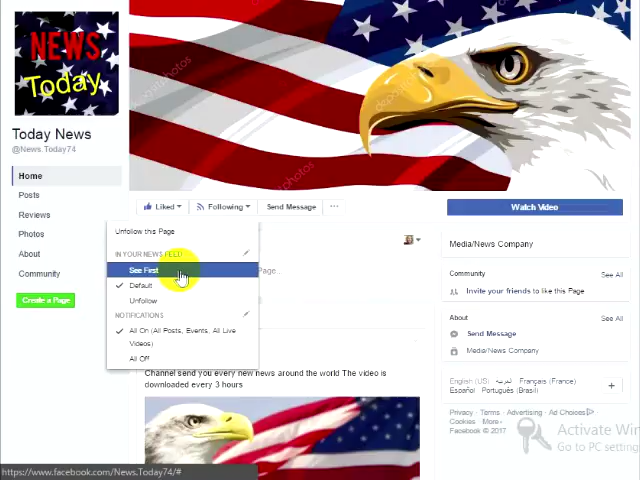 NEWS
Today
Today News
@News.Today74
Home
Posts
Reviews
Photos
About
Community
Create a Page
depositphotos
depositphotos
Liked
Following
Send Message
...
Watch Video
Unfollow this Page
IN YOUR NEWS FEED
See First
Default
Unfollow
NOTIFICATIONS
All On (All Posts, Events, All Live
Videos)
All Off
Page...
Channel send you every new news around the world The video is
downloaded every 3 hours
Media/News Company
Community See All
Invite your friends to like this Page
About See All
Send Message
Media/News Company
English (US) · العربية · Français (France) ·
Español · Português (Brasil)
+
Privacy · Terms · Advertising · Ad Choices
Cookies · More
Facebook © 2017
Activate Win
Go to PC setting
https://www.facebook.com/News.Today74/#